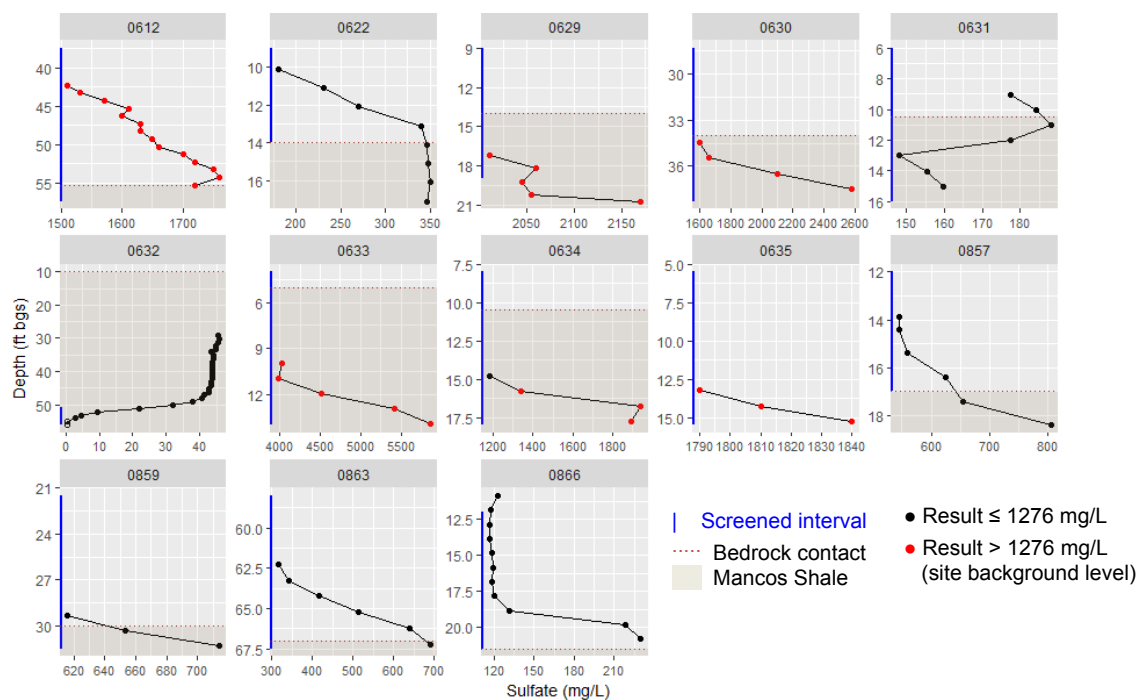 0612 0622 0629 0630 0631
40 45 50 55
1500 1600 1700
10 12 14 16
200 250 300 350
9 12 15 18 21
2050 2100 2150
30 33 36
1600 1800 2000 2200 2400 2600
6 8 10 12 14 16
150 160 170 180
0632 0633 0634 0635 0857
10 20 30 40 50
0 10 20 30 40
6 9 12
4000 4500 5000 5500
7.5 10.0 12.5 15.0 17.5
1200 1400 1600 1800
5.0 7.5 10.0 12.5 15.0
1790 1800 1810 1820 1830 1840
12 14 16 18
600 700 800
Depth (ft bgs)
0859 0863 0866
21 24 27 30
620 640 660 680 700
60.0 62.5 65.0 67.5
300 400 500 600 700
12.5 15.0 17.5 20.0
120 150 180 210
Sulfate (mg/L)
Screened interval
Bedrock contact
Mancos Shale
Result ≤ 1276 mg/L
Result > 1276 mg/L
(site background level)